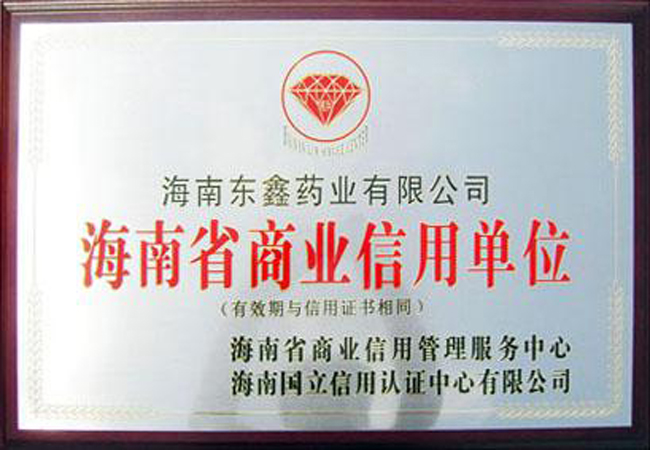 海南东鑫药业有限公司
海南省商业信用单位
（有效期与信用证书相同）
海南省商业信用管理服务中心
海南国立信用认证中心有限公司